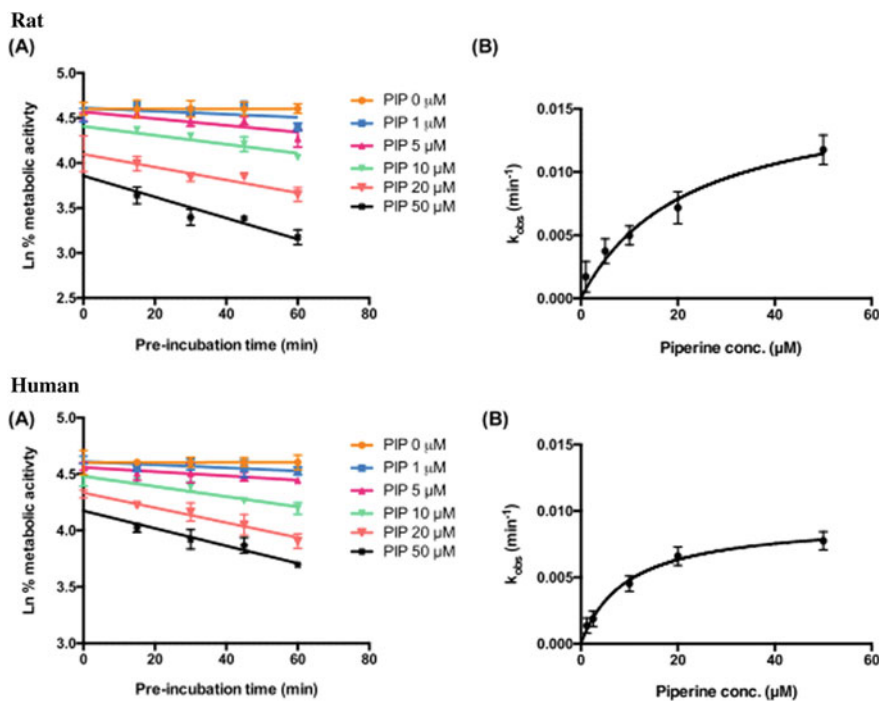 Rat
(A)
Ln % metabolic acitivty
5.0
4.5
4.0
3.5
3.0
2.5
0 20 40 60 80
Pre-incubation time (min)
PIP 0 μM
PIP 1 μM
PIP 5 μM
PIP 10 μM
PIP 20 μM
PIP 50 μM
(B)
kobs (min-1)
0.015
0.010
0.005
0.000
0 20 40 60
Piperine conc. (μM)
Human
(A)
Ln % metabolic acitivty
5.0
4.5
4.0
3.5
3.0
0 20 40 60 80
Pre-incubation time (min)
PIP 0 μM
PIP 1 μM
PIP 5 μM
PIP 10 μM
PIP 20 μM
PIP 50 μM
(B)
kobs (min-1)
0.015
0.010
0.005
0.000
0 20 40 60
Piperine conc. (μM)